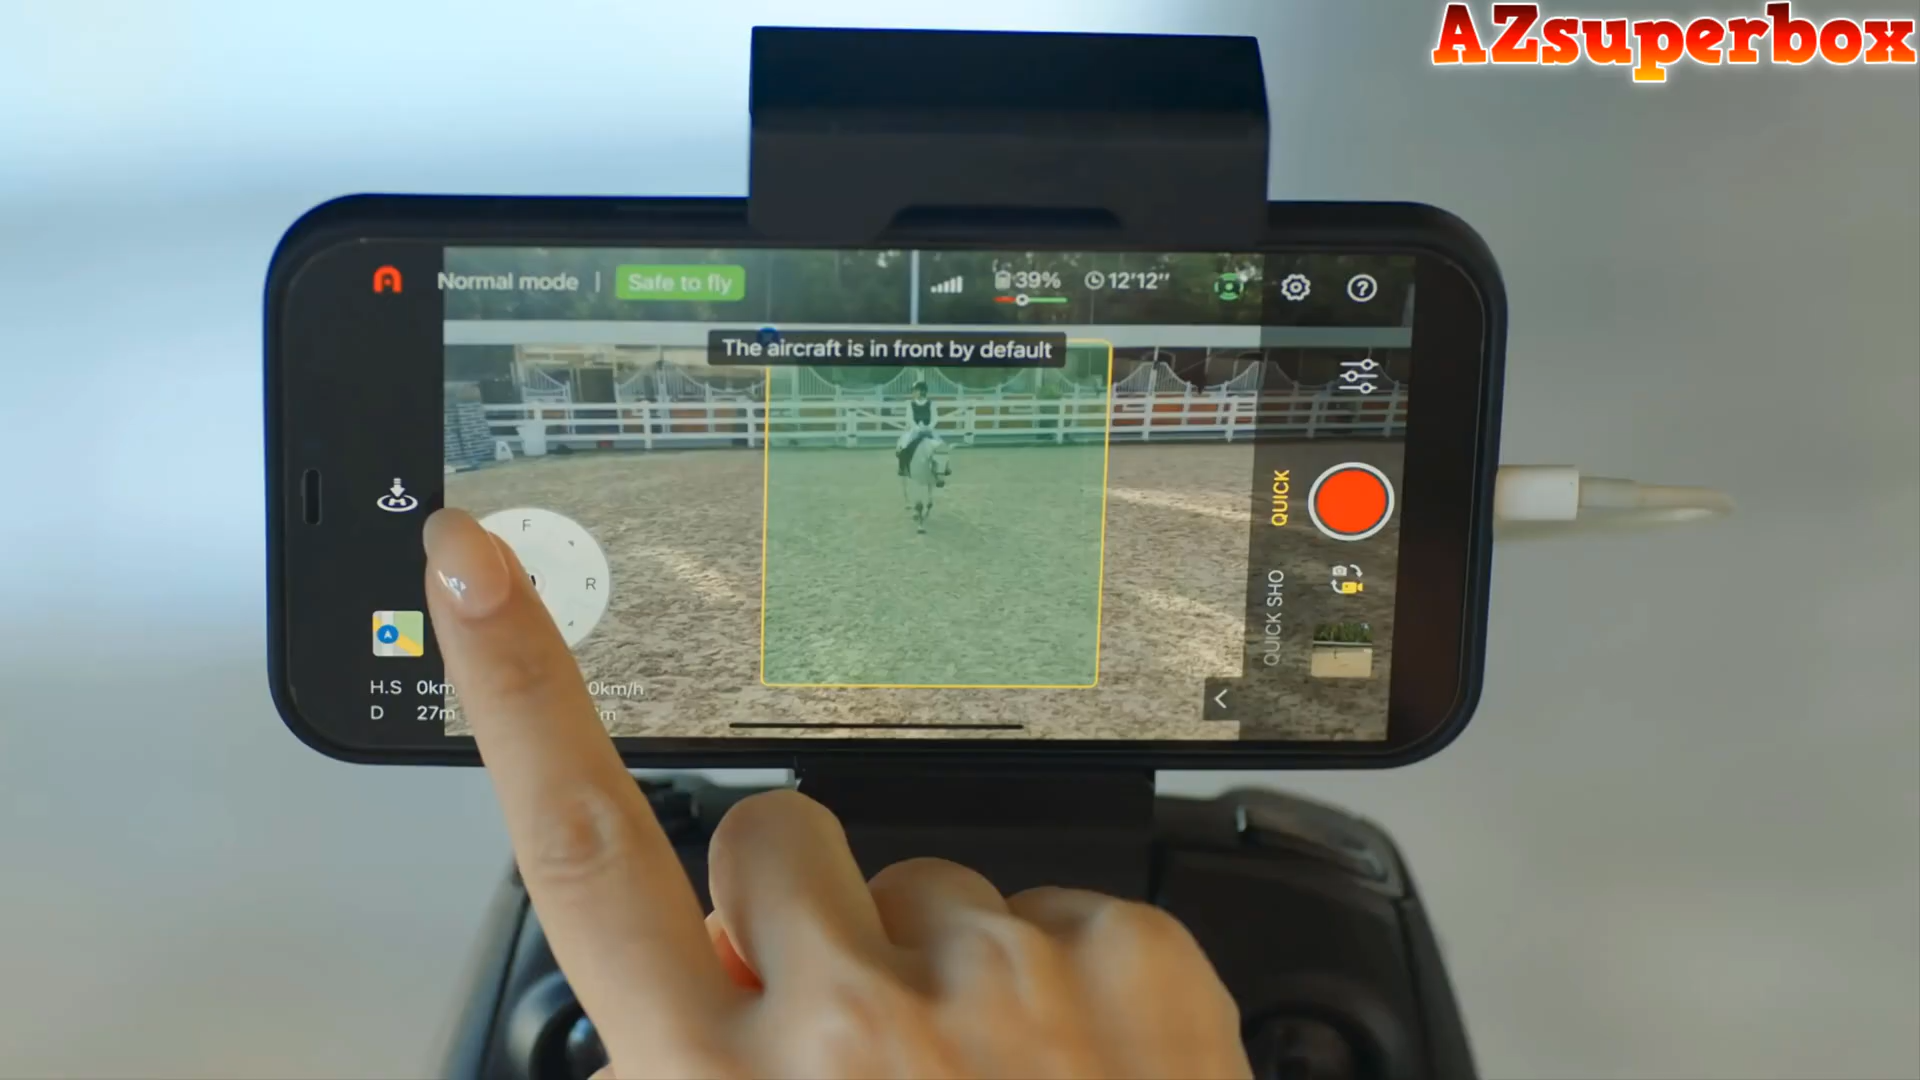 AZsuperbox
Normal mode | Safe to fly
39%
12'12''
The aircraft is in front by default
F
R
QUICK
QUICK SHO
H.S 0km
0km/h
D 27m
m